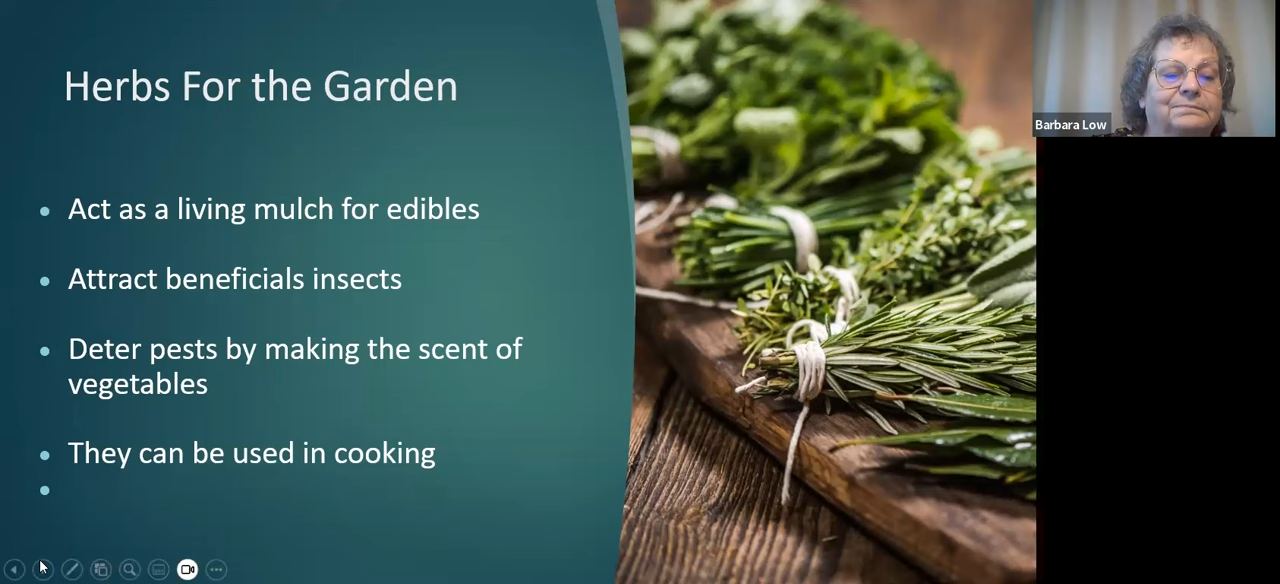 Herbs For the Garden
Act as a living mulch for edibles
Attract beneficials insects
Deter pests by making the scent of
vegetables
They can be used in cooking
Barbara Low